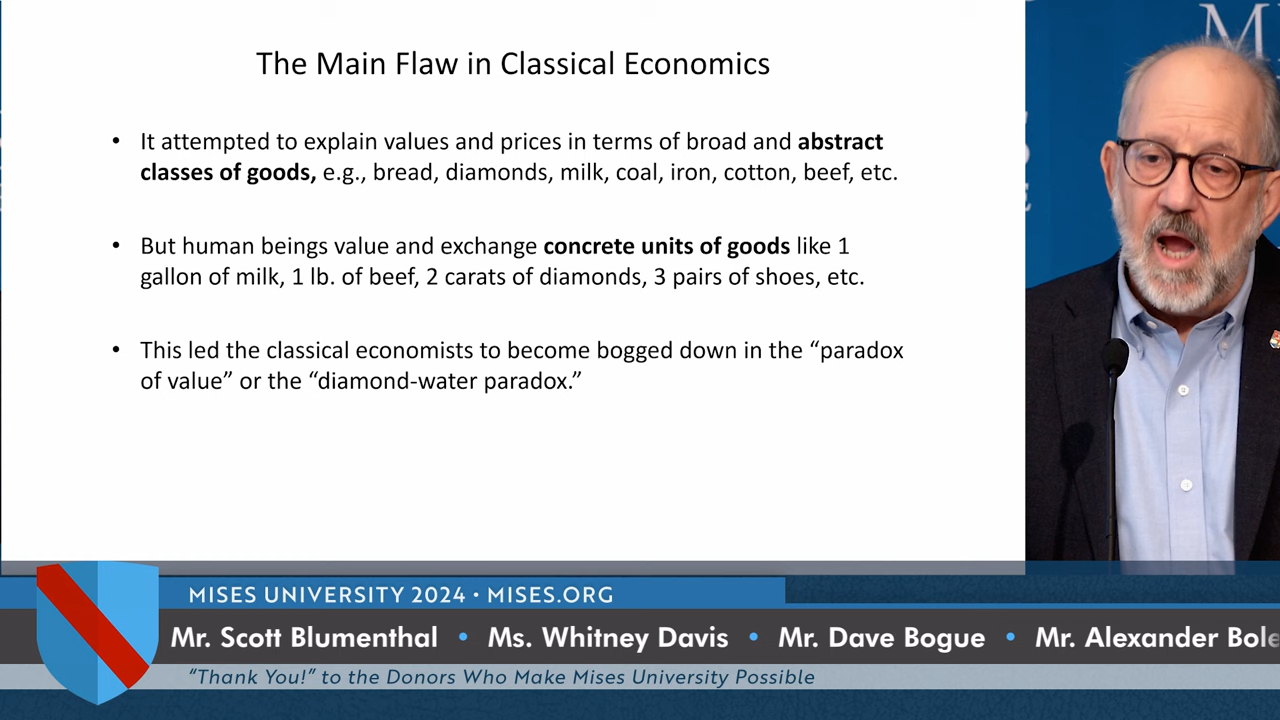 The Main Flaw in Classical Economics
• It attempted to explain values and prices in terms of broad and abstract
classes of goods, e.g., bread, diamonds, milk, coal, iron, cotton, beef, etc.
• But human beings value and exchange concrete units of goods like 1
gallon of milk, 1 lb. of beef, 2 carats of diamonds, 3 pairs of shoes, etc.
• This led the classical economists to become bogged down in the “paradox
of value” or the “diamond-water paradox.”
MISES UNIVERSITY 2024 • MISES.ORG
Mr. Scott Blumenthal • Ms. Whitney Davis • Mr. Dave Bogue • Mr. Alexander
“Thank You!” to the Donors Who Make Mises University Possible